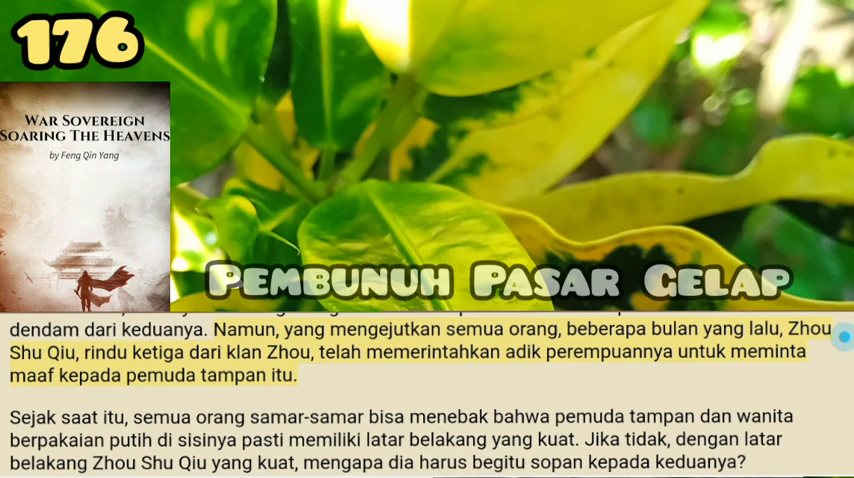 176
WAR SOVEREIGN
SOARING THE HEAVENS
by Feng Qin Yang
PEMBUNUH PASAR GELAP
dendam dari keduanya. Namun, yang mengejutkan semua orang, beberapa bulan yang lalu, Zhou
Shu Qiu, rindu ketiga dari klan Zhou, telah memerintahkan adik perempuannya untuk meminta
maaf kepada pemuda tampan itu.
Sejak saat itu, semua orang samar-samar bisa menebak bahwa pemuda tampan dan wanita
berpakaian putih di sisinya pasti memiliki latar belakang yang kuat. Jika tidak, dengan latar
belakang Zhou Shu Qiu yang kuat, mengapa dia harus begitu sopan kepada keduanya?